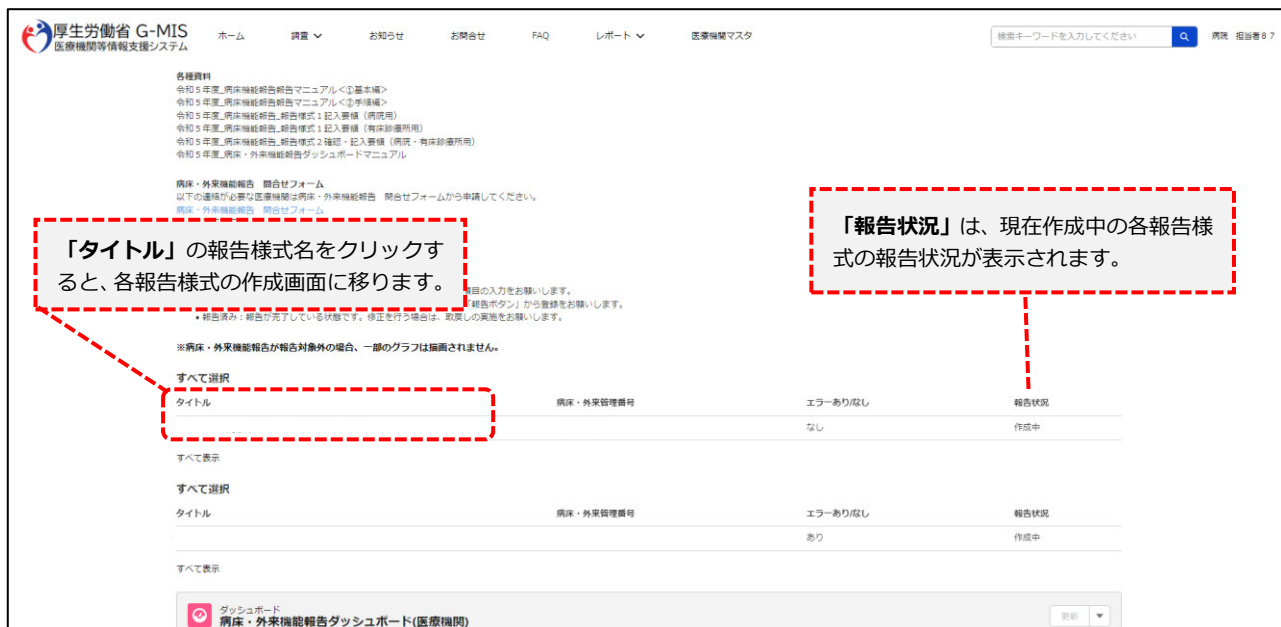 厚生労働省 G-MIS
医療機関等情報支援システム
ホーム
調査
お知らせ
お問合せ
FAQ
レポート
医療機関マスタ
検索キーワードを入力してください
病院 担当者87
各種資料
令和5年度_病床機能報告報告マニュアル<①基本編>
令和5年度_病床機能報告報告マニュアル<②手順編>
令和5年度_病床機能報告_報告様式1記入要領(病院用)
令和5年度_病床機能報告_報告様式1記入要領(有床診療所用)
令和5年度_病床機能報告_報告様式2確認・記入要領(病院・有床診療所用)
令和5年度_病床・外来機能報告ダッシュボードマニュアル
病床・外来機能報告 問合せフォーム
以下の連絡が必要な医療機関は病床・外来機能報告 問合せフォームから申請してください。
病床・外来機能報告 問合せフォーム
「タイトル」の報告様式名をクリックす
ると、各報告様式の作成画面に移ります。
「報告状況」は、現在作成中の各報告様
式の報告状況が表示されます。
項目の入力をお願いします。
「報告ボタン」から登録をお願いします。
• 報告済み:報告が完了している状態です。修正を行う場合は、取戻しの実施をお願いします。
※病床・外来機能報告が報告対象外の場合、一部のグラフは描画されません。
すべて選択
タイトル 病床・外来管理番号 エラーあり/なし 報告状況
なし 作成中
すべて表示
すべて選択
タイトル 病床・外来管理番号 エラーあり/なし 報告状況
あり 作成中
すべて表示
ダッシュボード
病床・外来機能報告ダッシュボード(医療機関)
更新